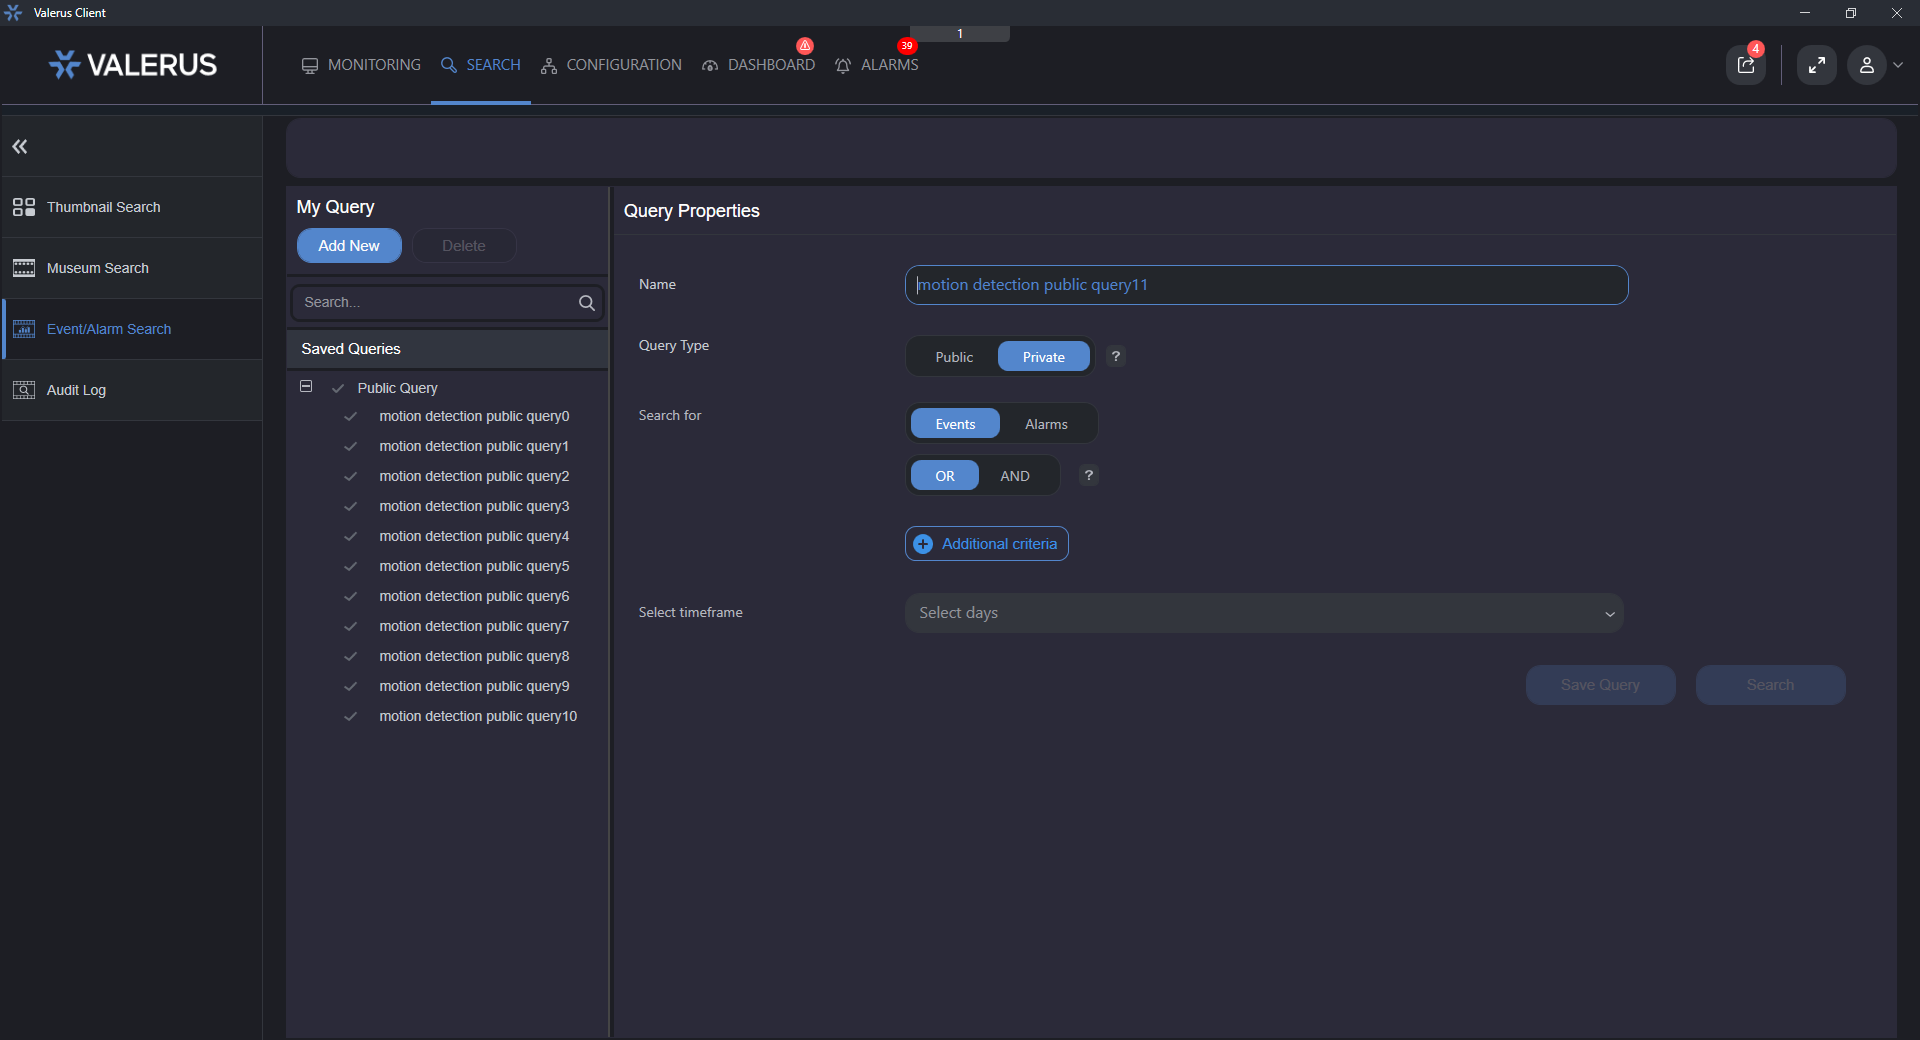 Valerus Client
1
VALERUS
MONITORING
SEARCH
CONFIGURATION
DASHBOARD
39
ALARMS
4
Thumbnail Search
Museum Search
Event/Alarm Search
Audit Log
My Query
Add New
Delete
Search...
Saved Queries
Public Query
motion detection public query0
motion detection public query1
motion detection public query2
motion detection public query3
motion detection public query4
motion detection public query5
motion detection public query6
motion detection public query7
motion detection public query8
motion detection public query9
motion detection public query10
Query Properties
Name
motion detection public query11
Query Type
Public
Private
?
Search for
Events
Alarms
OR
AND
?
Additional criteria
Select timeframe
Select days
Save Query
Search